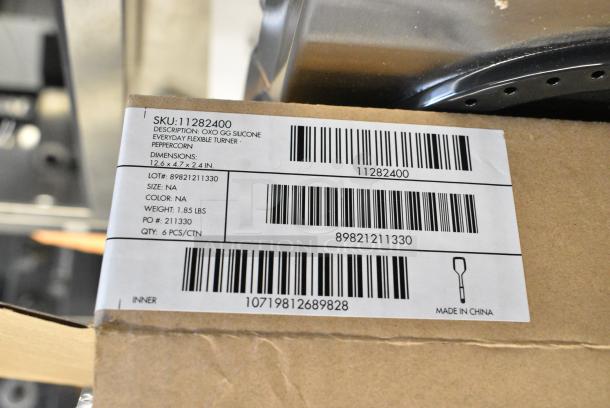 SKU:11282400
DESCRIPTION: OXO GG SILICONE
EVERYDAY FLEXIBLE TURNER -
PEPPERCORN
DIMENSIONS:
12.6 x 4.7 x 2.4 IN.
11282400
LOT#: 89821211330
SIZE: NA
COLOR: NA
WEIGHT: 1.85 LBS
PO #: 211330
QTY: 6 PCS/CTN
89821211330
INNER
10719812689828
MADE IN CHINA